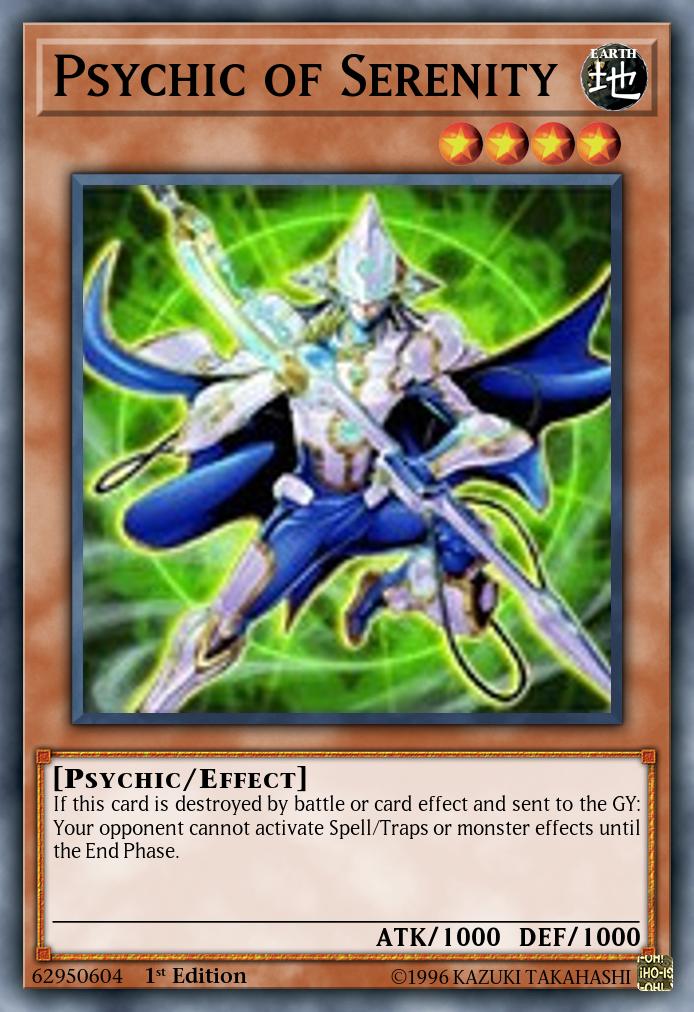 PSYCHIC OF SERENITY
EARTH
地
[PSYCHIC/EFFECT]
If this card is destroyed by battle or card effect and sent to the GY:
Your opponent cannot activate Spell/Traps or monster effects until
the End Phase.
ATK/1000 DEF/1000
62950604 1st Edition ©1996 KAZUKI TAKAHASHI